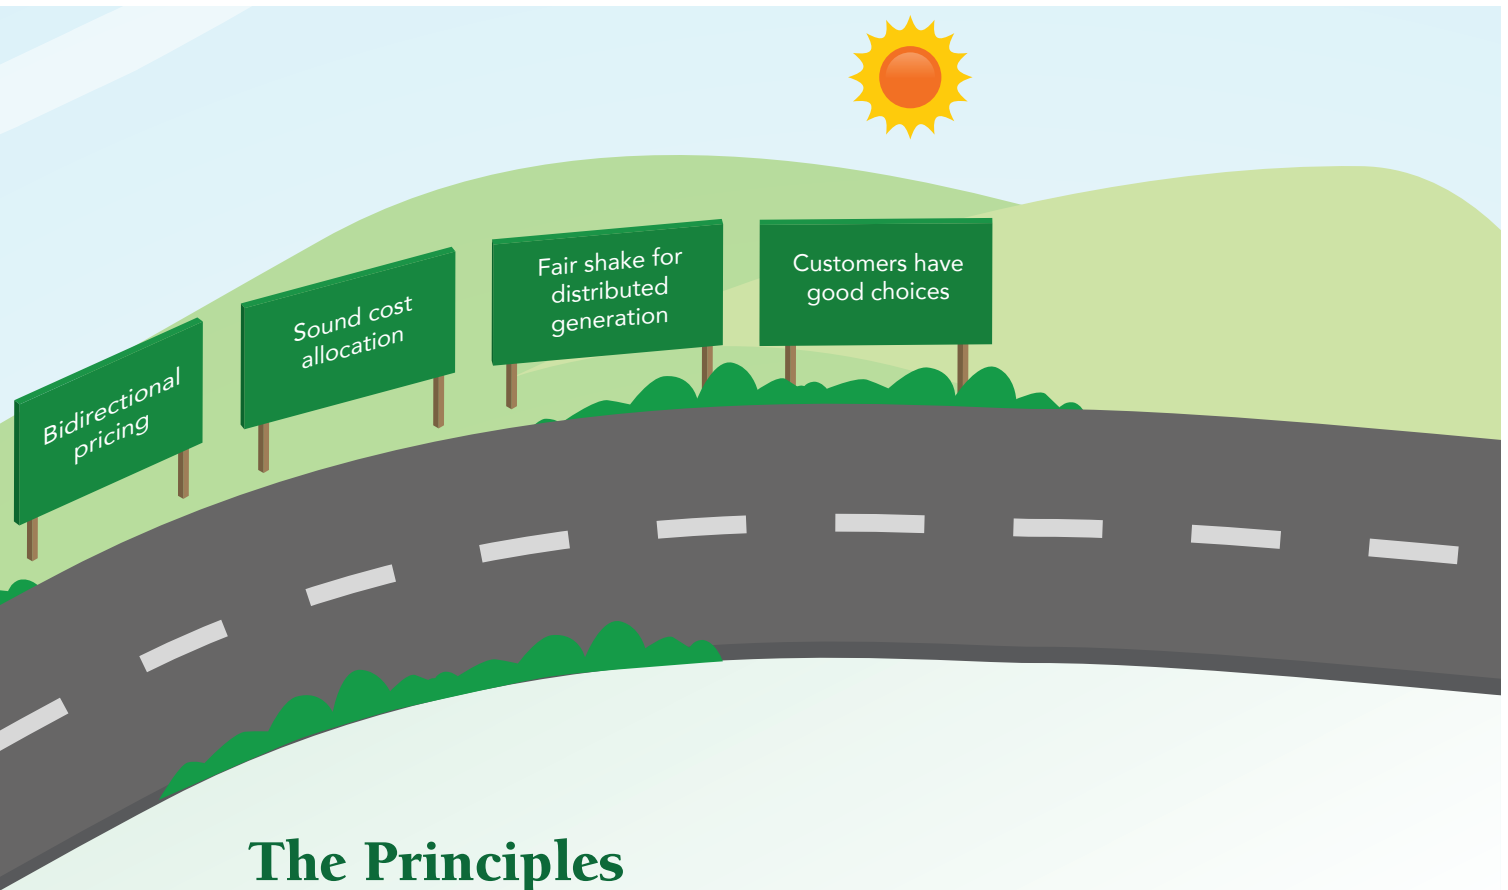 Bidirectional
pricing
Sound cost
allocation
Fair shake for
distributed
generation
Customers have
good choices
The Principles